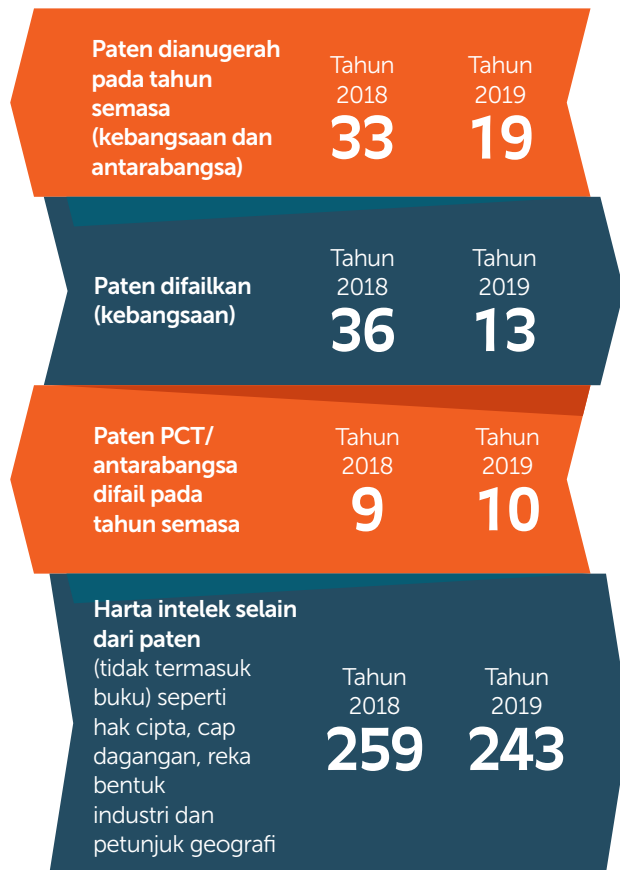 Paten dianugerah
pada tahun
semasa
(kebangsaan dan
antarabangsa)
Tahun
2018
33
Tahun
2019
19
Paten difailkan
(kebangsaan)
Tahun
2018
36
Tahun
2019
13
Paten PCT/
antarabangsa
difail pada
tahun semasa
Tahun
2018
9
Tahun
2019
10
Harta intelek selain
dari paten
(tidak termasuk
buku) seperti
hak cipta, cap
dagangan, reka
bentuk
industri dan
petunjuk geografi
Tahun
2018
259
Tahun
2019
243